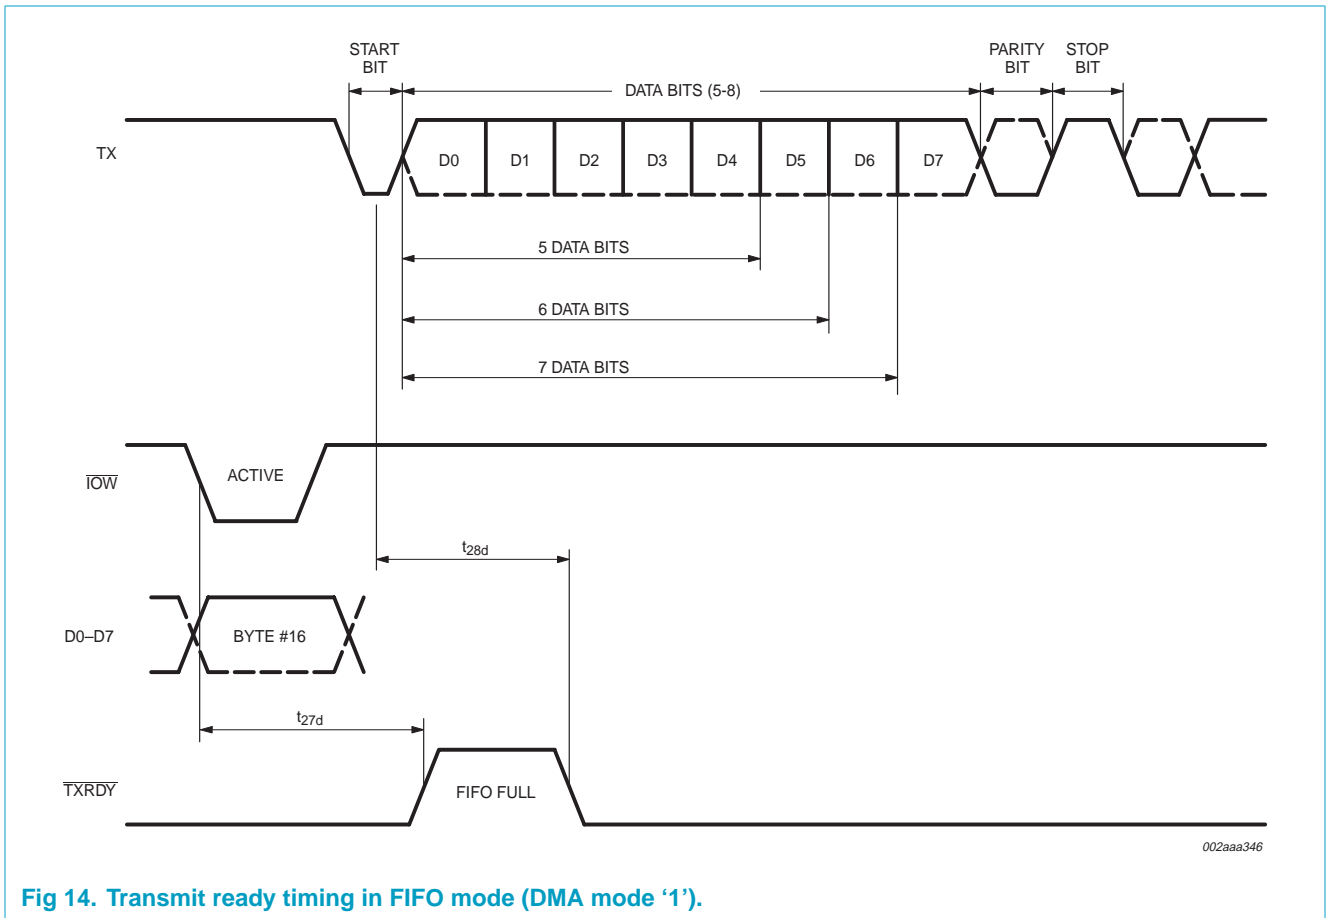 START
BIT
PARITY
BIT
STOP
BIT
DATA BITS (5-8)
TX
D0 D1 D2 D3 D4 D5 D6 D7
5 DATA BITS
6 DATA BITS
7 DATA BITS
IOW
ACTIVE
t28d
D0–D7
BYTE #16
t27d
TXRDY
FIFO FULL
002aaa346
Fig 14. Transmit ready timing in FIFO mode (DMA mode ‘1’).